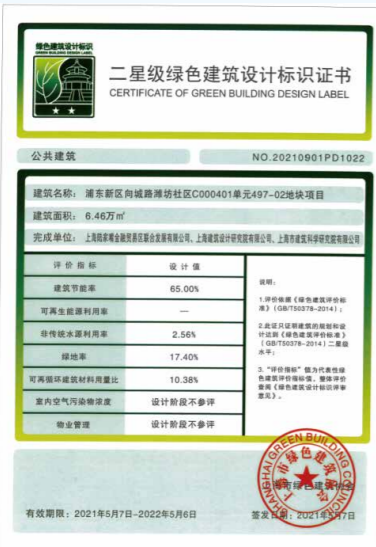 绿色建筑设计标识
GREEN BUILDING DESIGN LABEL
二星级绿色建筑设计标识证书
CERTIFICATE OF GREEN BUILDING DESIGN LABEL
公共建筑
NO.20210901PD1022
建筑名称: 浦东新区向城路潍坊社区C000401单元497-02地块项目
建筑面积: 6.46万㎡
完成单位: 上海陆家嘴金融贸易区联合发展有限公司、上海建筑设计研究院有限公司、上海市建筑科学研究院有限公司
评价指标 设计值
建筑节能率 65.00%
可再生能源利用率 —
非传统水源利用率 2.56%
绿地率 17.40%
可再循环建筑材料用量比 10.38%
室内空气污染物浓度 设计阶段不参评
物业管理 设计阶段不参评
说明:
1.评价依据《绿色建筑评价标
准》(GB/T50378-2014);
2.此证只证明建筑的规划和设
计达到《绿色建筑评价标准》
(GB/T50378-2014)二星级
水平;
3.“评价指标”值为代表性绿
色建筑评价指标值，整体评价
查阅《绿色建筑设计标识评审
意见》。
SHANGHAI GREEN BUILDING COUNCIL
上海市绿色建筑协会
有效期限: 2021年5月7日-2022年5月6日
签发日期: 2021年5月7日